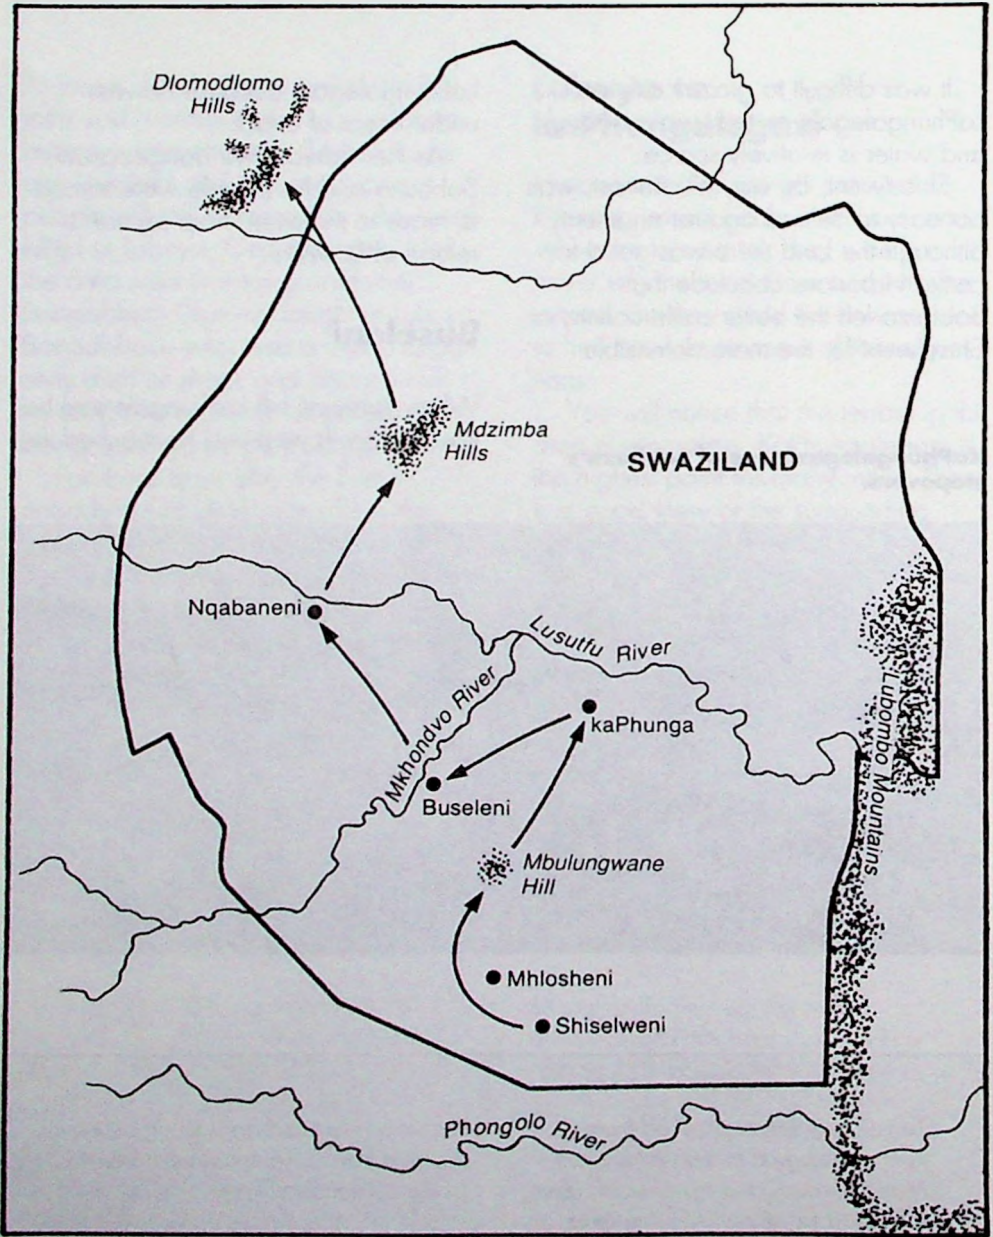 Dlomodlomo
Hills
Mdzimba
Hills
SWAZILAND
Nqabaneni
Lusutfu River
Mkhondvo River
kaPhunga
Lubombo Mountains
Buseleni
Mbulungwane
Hill
Mhlosheni
Shiselweni
Phongolo River